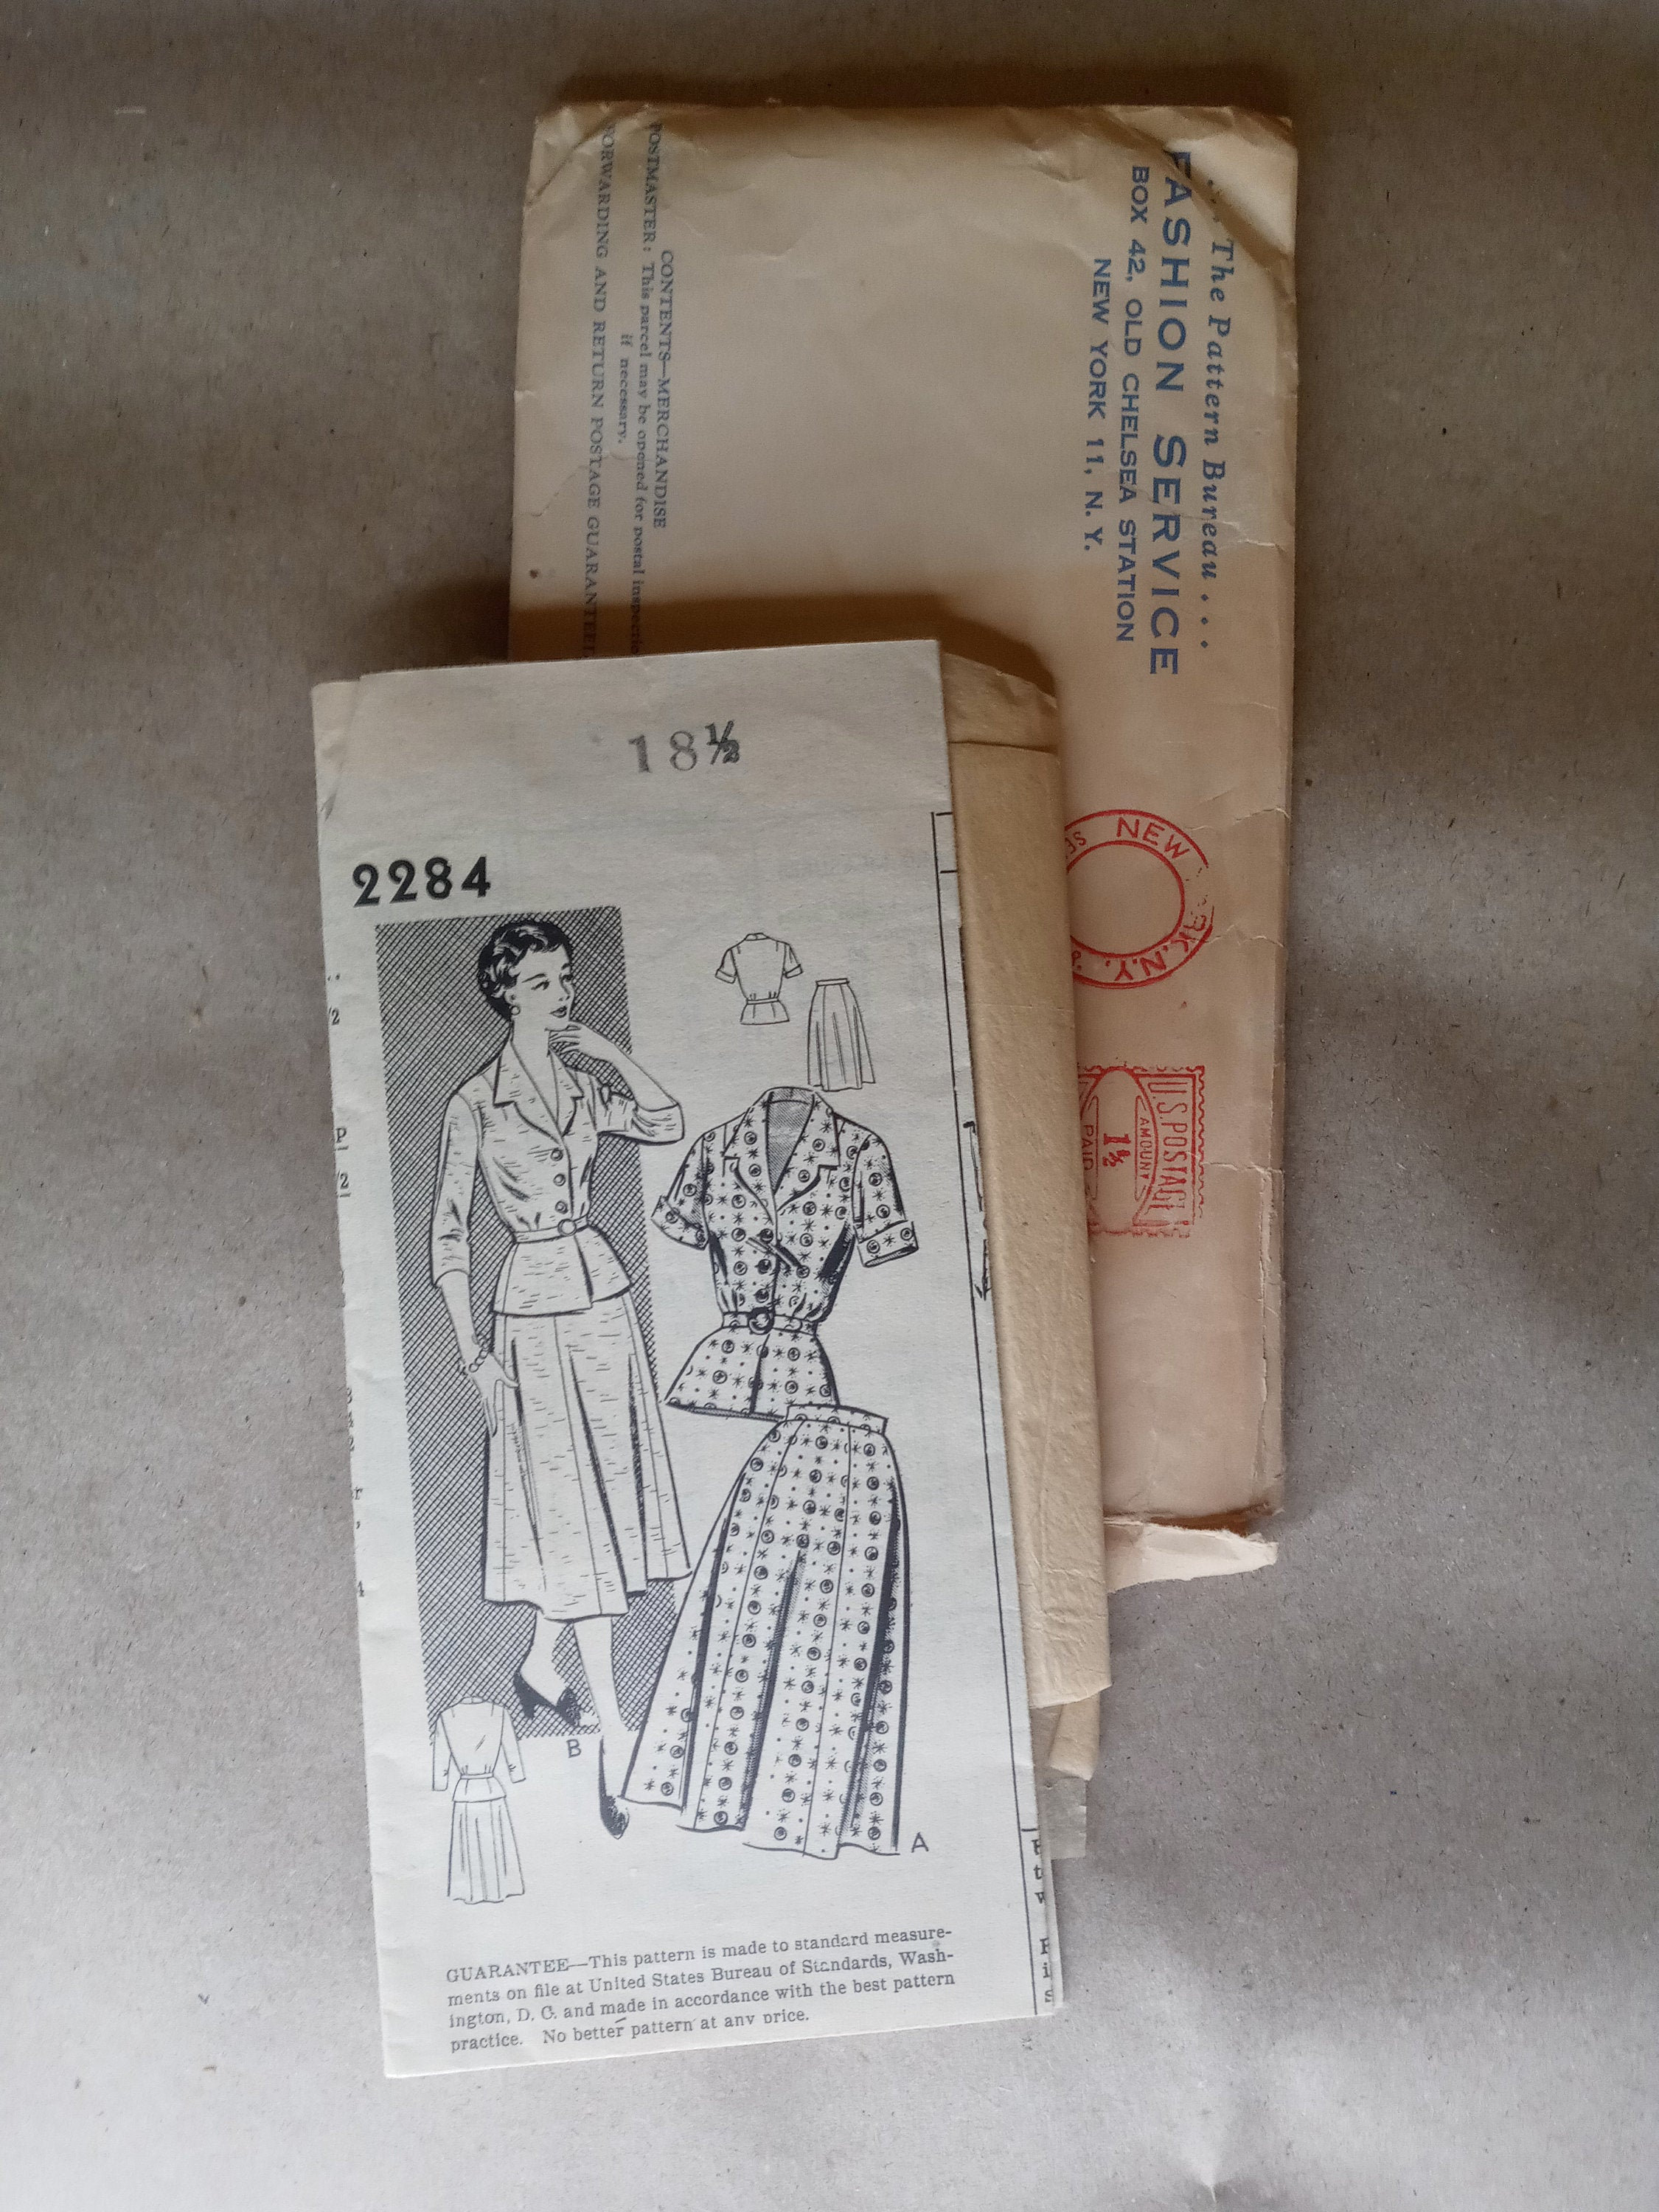 The Pattern Bureau . . .
FASHION SERVICE
BOX 42, OLD CHELSEA STATION
NEW YORK 11, N. Y.
CONTENTS—MERCHANDISE
POSTMASTER: This parcel may be opened for postal
if necessary.
FORWARDING AND RETURN POSTAGE
NEW
N.Y.
U.S.POSTAGE
AMOUNT
1½
PAID
18½
2284
B
A
GUARANTEE—This pattern is made to standard measure-
ments on file at United States Bureau of Standards, Wash-
ington, D. C. and made in accordance with the best pattern
practice. No better pattern at any price.